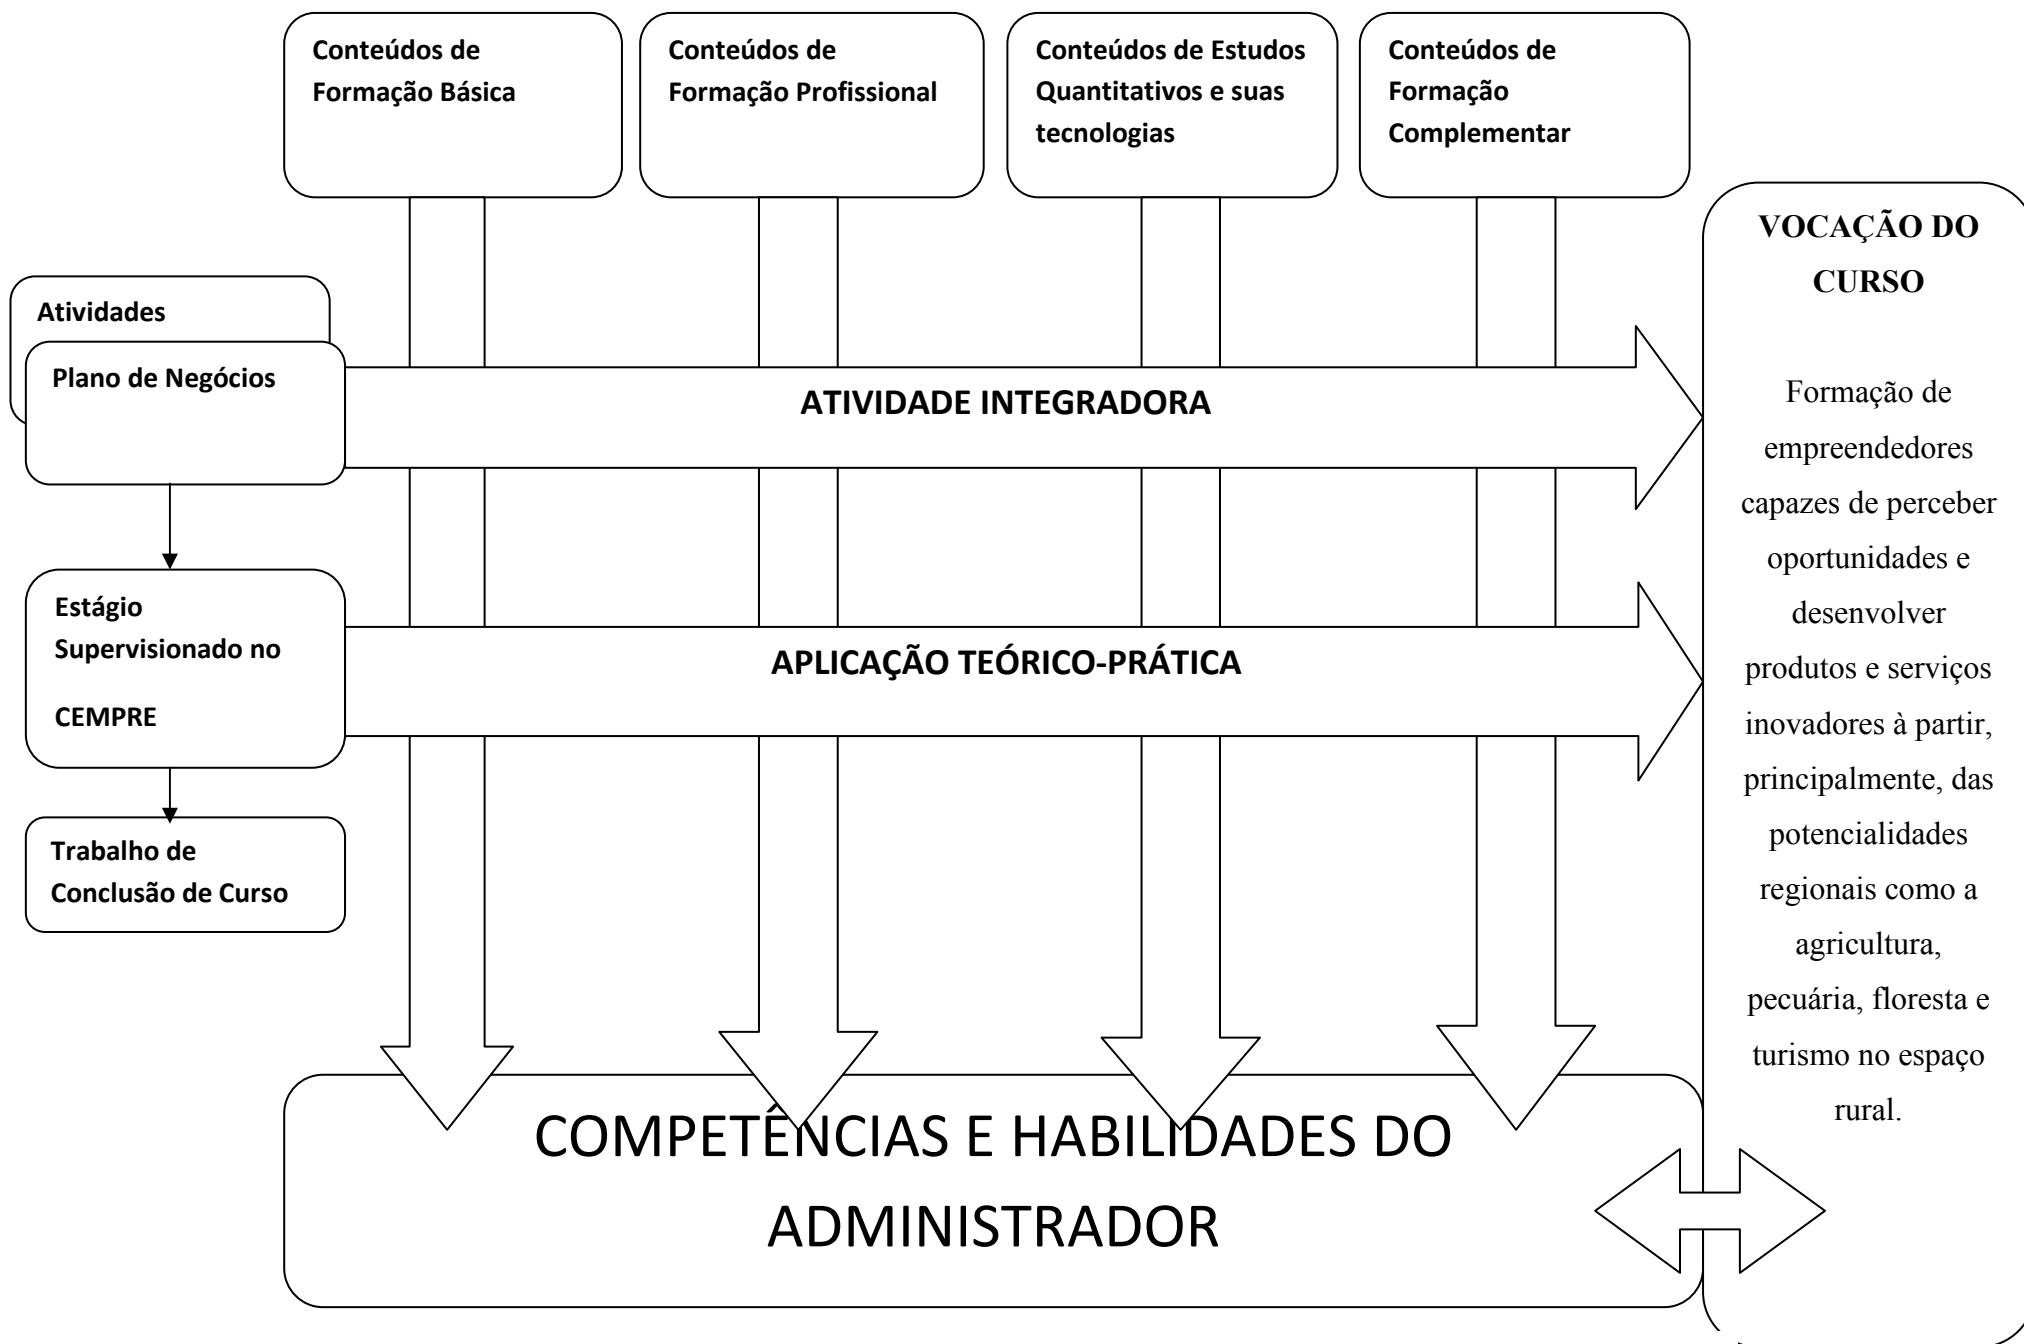 Conteúdos de
Formação Básica
Conteúdos de
Formação Profissional
Conteúdos de Estudos
Quantitativos e suas
tecnologias
Conteúdos de
Formação
Complementar
Atividades
Plano de Negócios
ATIVIDADE INTEGRADORA
Estágio
Supervisionado no
CEMPRE
APLICAÇÃO TEÓRICO-PRÁTICA
Trabalho de
Conclusão de Curso
COMPETÊNCIAS E HABILIDADES DO
ADMINISTRADOR
VOCAÇÃO DO
CURSO
Formação de
empreendedores
capazes de perceber
oportunidades e
desenvolver
produtos e serviços
inovadores à partir,
principalmente, das
potencialidades
regionais como a
agricultura,
pecuária, floresta e
turismo no espaço
rural.